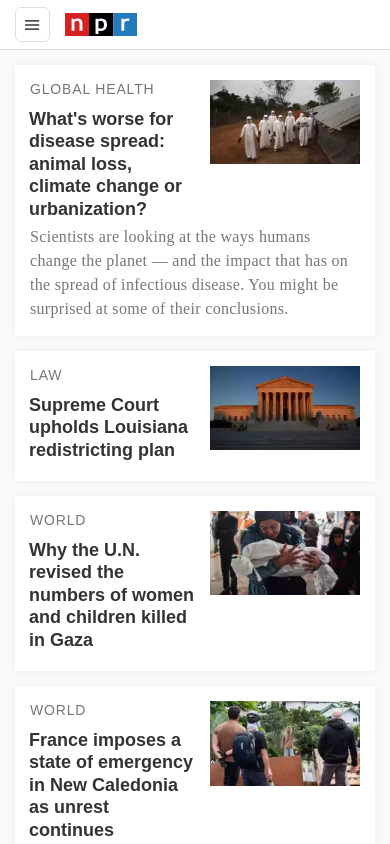 npr
GLOBAL HEALTH
What's worse for
disease spread:
animal loss,
climate change or
urbanization?
Scientists are looking at the ways humans
change the planet — and the impact that has on
the spread of infectious disease. You might be
surprised at some of their conclusions.
LAW
Supreme Court
upholds Louisiana
redistricting plan
WORLD
Why the U.N.
revised the
numbers of women
and children killed
in Gaza
WORLD
France imposes a
state of emergency
in New Caledonia
as unrest
continues